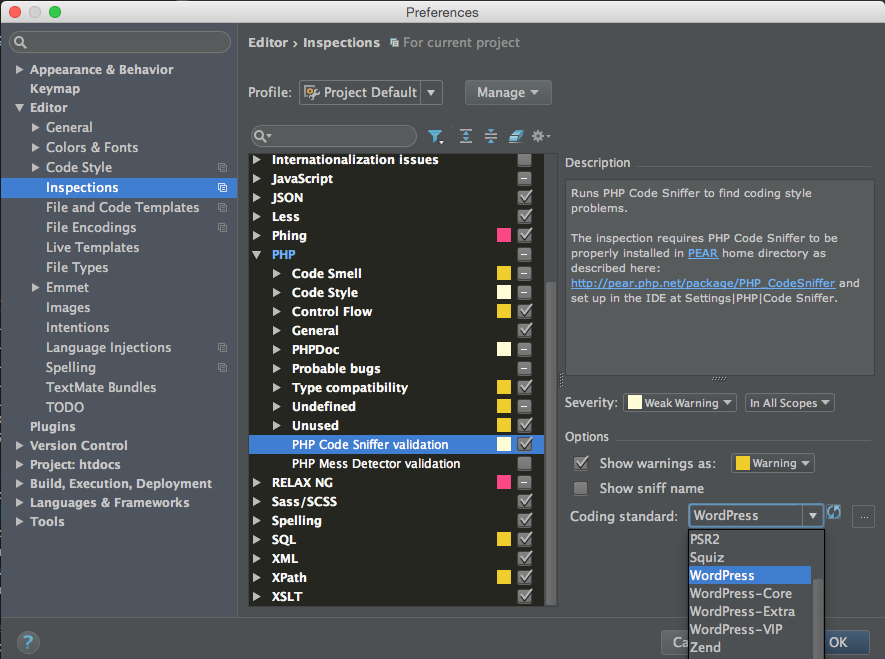 Preferences
Editor › Inspections For current project
Appearance & Behavior
Keymap
Editor
General
Colors & Fonts
Code Style
Inspections
File and Code Templates
File Encodings
Live Templates
File Types
Emmet
Images
Intentions
Language Injections
Spelling
TextMate Bundles
TODO
Plugins
Version Control
Project: htdocs
Build, Execution, Deployment
Languages & Frameworks
Tools
Profile: Project Default Manage
Internationalization issues
JavaScript
JSON
Less
Phing
PHP
Code Smell
Code Style
Control Flow
General
PHPDoc
Probable bugs
Type compatibility
Undefined
Unused
PHP Code Sniffer validation
PHP Mess Detector validation
RELAX NG
Sass/SCSS
Spelling
SQL
XML
XPath
XSLT
Description
Runs PHP Code Sniffer to find coding style
problems.
The inspection requires PHP Code Sniffer to be
properly installed in PEAR home directory as
described here:
http://pear.php.net/package/PHP_CodeSniffer and
set up in the IDE at Settings|PHP|Code Sniffer.
Severity: Weak Warning In All Scopes
Options
Show warnings as: Warning
Show sniff name
Coding standard: WordPress ...
PSR2
Squiz
WordPress
WordPress-Core
WordPress-Extra
WordPress-VIP
Zend
? Ca OK